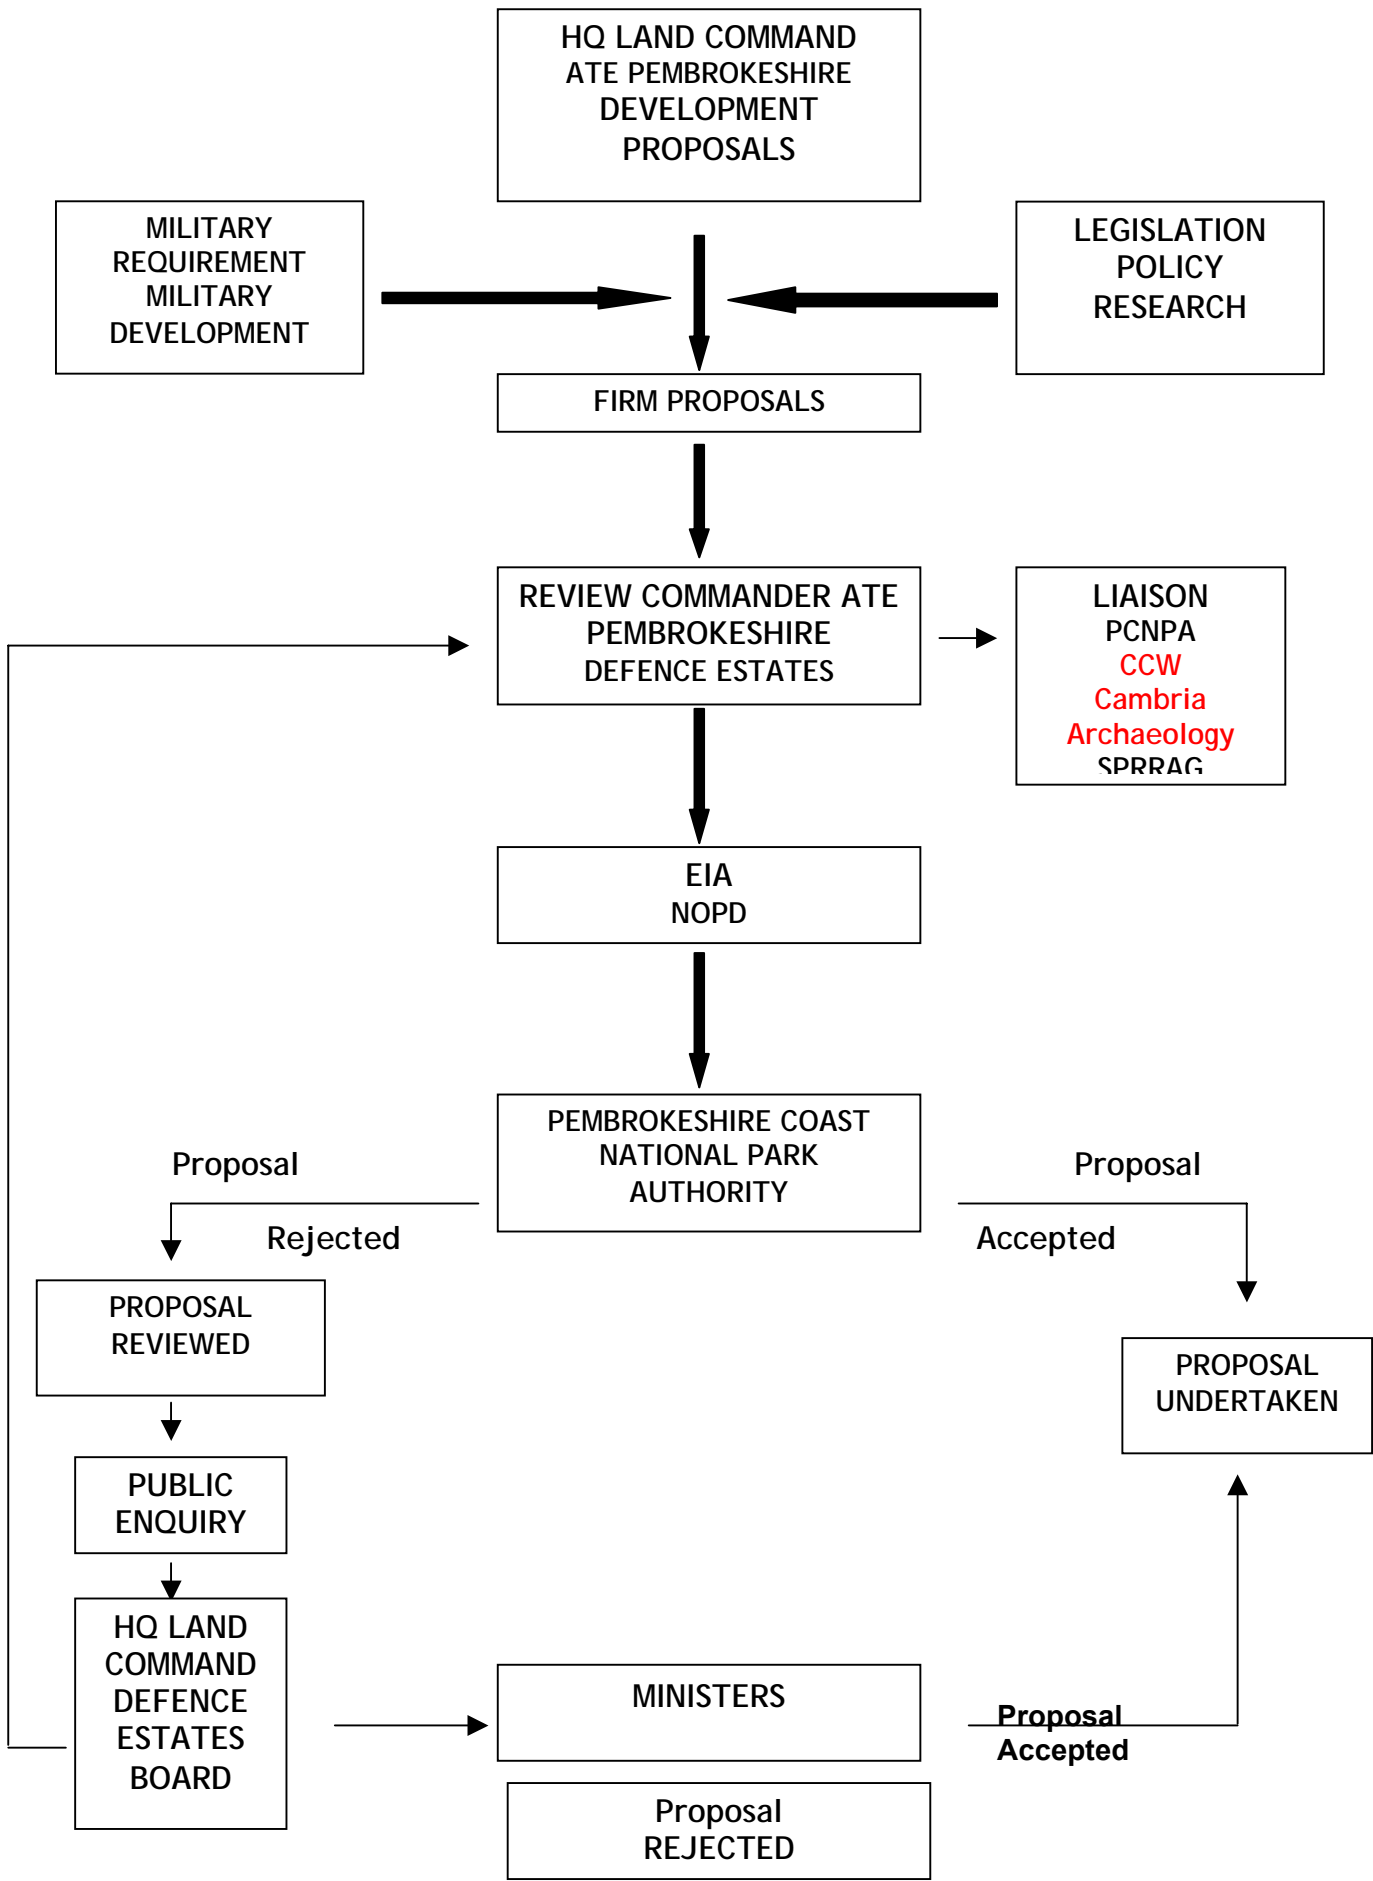 HQ LAND COMMAND
ATE PEMBROKESHIRE
DEVELOPMENT
PROPOSALS
MILITARY
REQUIREMENT
MILITARY
DEVELOPMENT
LEGISLATION
POLICY
RESEARCH
FIRM PROPOSALS
REVIEW COMMANDER ATE
PEMBROKESHIRE
DEFENCE ESTATES
LIAISON
PCNPA
CCW
Cambria
Archaeology
SPRRAG
EIA
NOPD
PEMBROKESHIRE COAST
NATIONAL PARK
AUTHORITY
Proposal
Rejected
Proposal
Accepted
PROPOSAL
REVIEWED
PROPOSAL
UNDERTAKEN
PUBLIC
ENQUIRY
HQ LAND
COMMAND
DEFENCE
ESTATES
BOARD
MINISTERS
Proposal
Accepted
Proposal
REJECTED